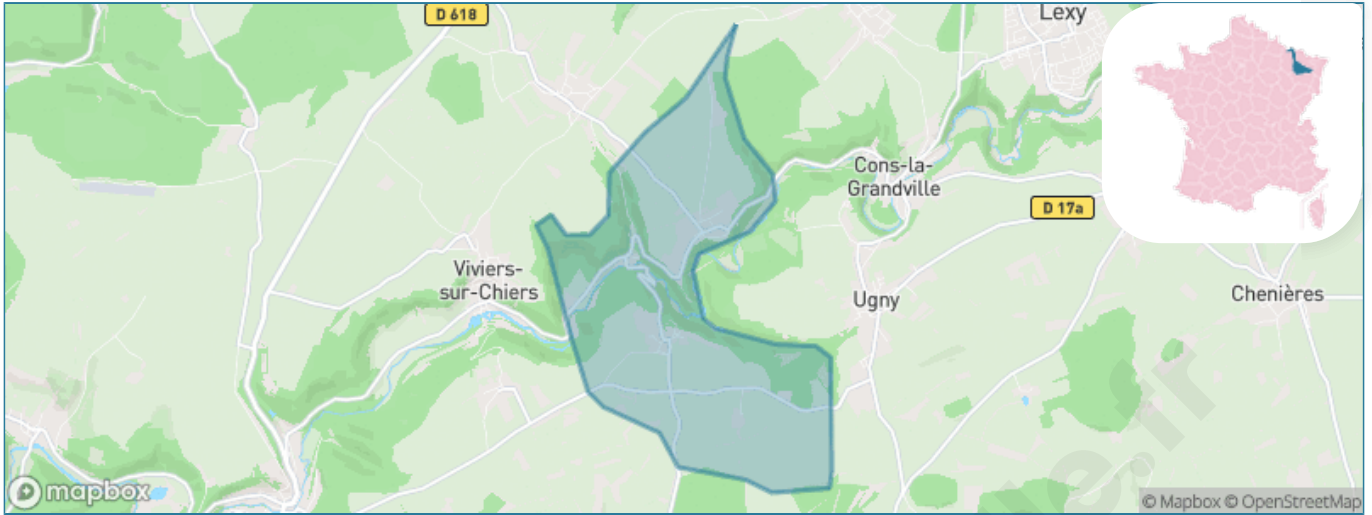 D 618
Lexy
Cons-la-
Grandville
D 17a
Viviers-
sur-Chiers
Ugny
Chenières
mapbox
© Mapbox © OpenStreetMap